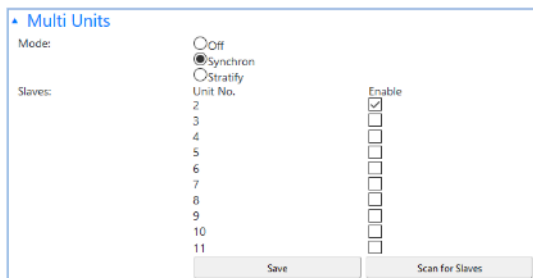 Multi Units
Mode: Off
Synchron
Stratify
Slaves: Unit No. Enable
2
3
4
5
6
7
8
9
10
11
Save Scan for Slaves